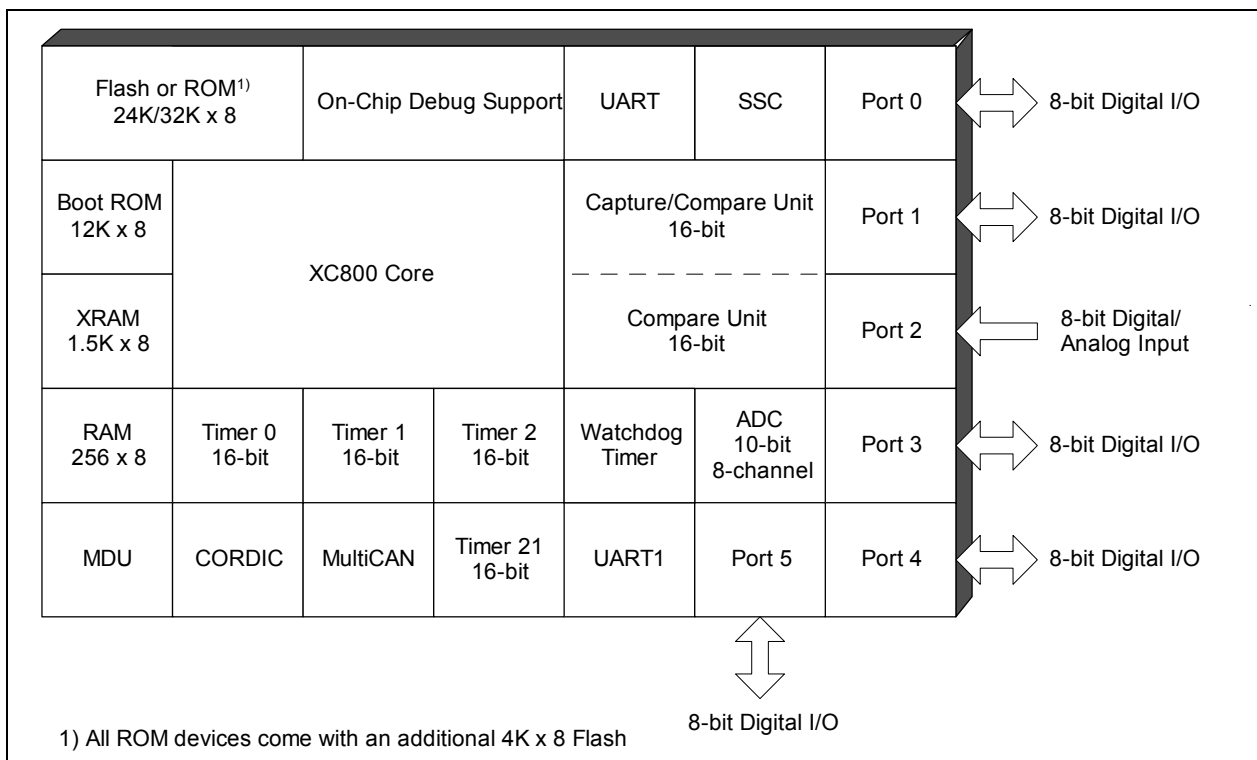 Flash or ROM1)
24K/32K x 8
On-Chip Debug Support
UART
SSC
Port 0
8-bit Digital I/O
Boot ROM
12K x 8
XC800 Core
Capture/Compare Unit
16-bit
Port 1
8-bit Digital I/O
XRAM
1.5K x 8
Compare Unit
16-bit
Port 2
8-bit Digital/
Analog Input
RAM
256 x 8
Timer 0
16-bit
Timer 1
16-bit
Timer 2
16-bit
Watchdog
Timer
ADC
10-bit
8-channel
Port 3
8-bit Digital I/O
MDU
CORDIC
MultiCAN
Timer 21
16-bit
UART1
Port 5
Port 4
8-bit Digital I/O
8-bit Digital I/O
1) All ROM devices come with an additional 4K x 8 Flash